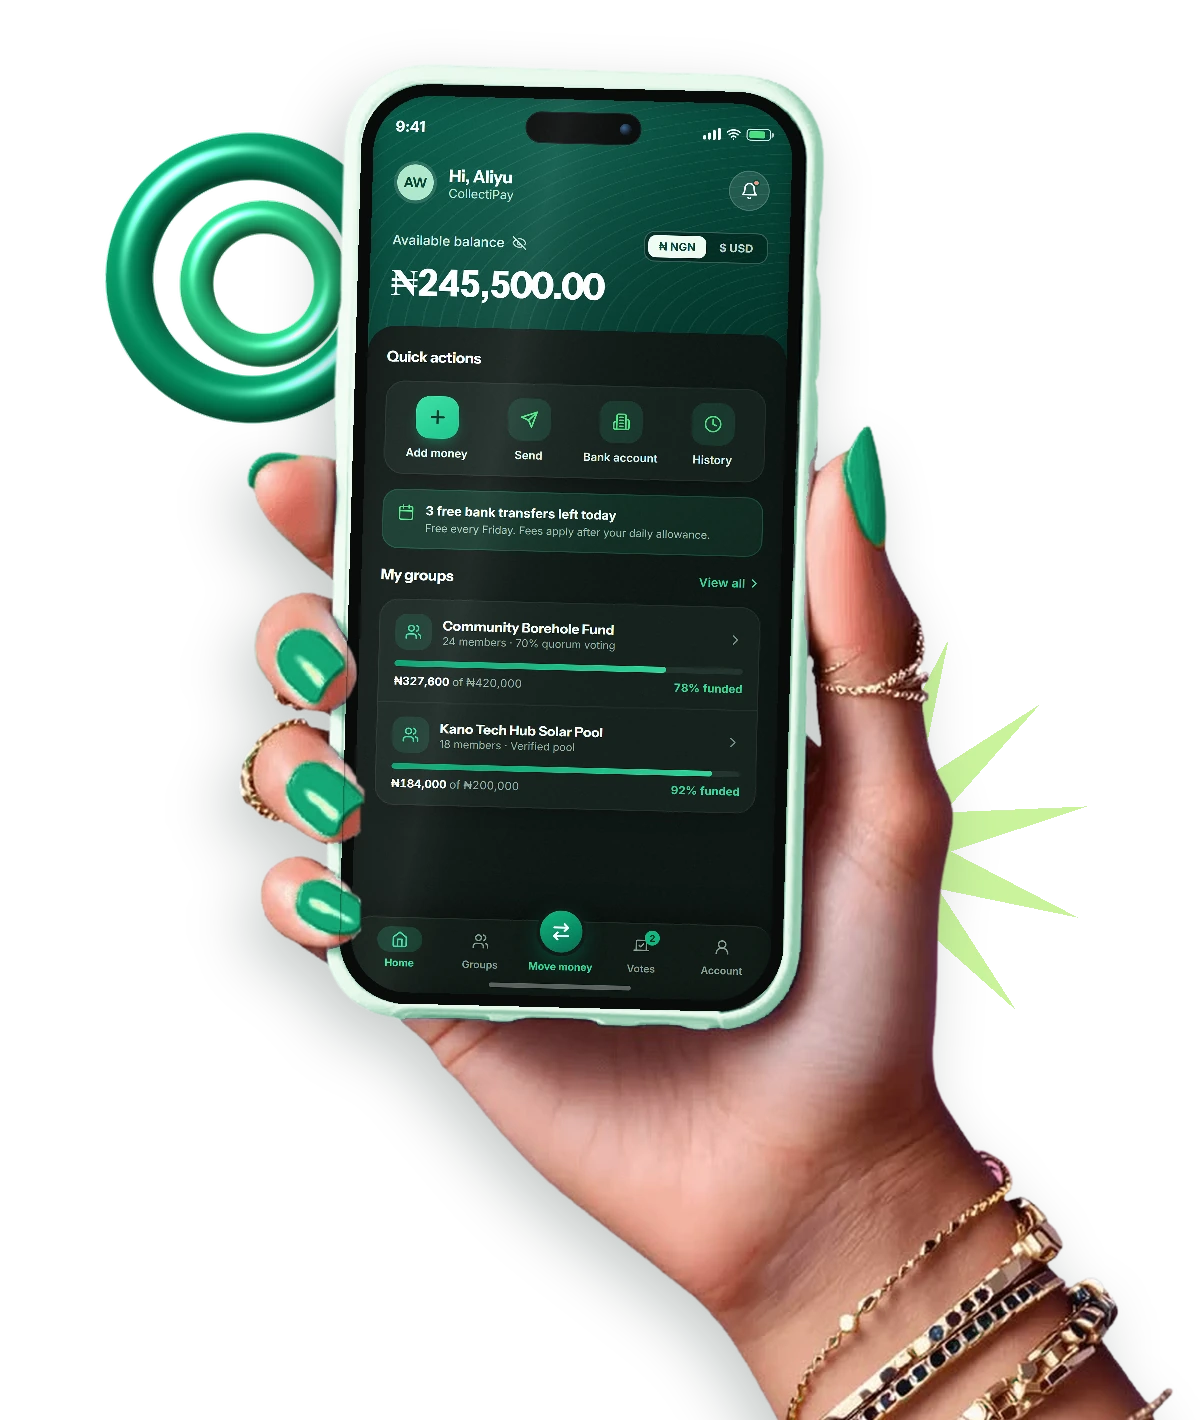 9:41
AW
Hi, Aliyu
CollectiPay
Available balance
₦ NGN
$ USD
₦245,500.00
Quick actions
Add money
Send
Bank account
History
3 free bank transfers left today
Free every Friday. Fees apply after your daily allowance.
My groups
View all
Community Borehole Fund
24 members · 70% quorum voting
₦327,600 of ₦420,000
78% funded
Kano Tech Hub Solar Pool
18 members · Verified pool
₦184,000 of ₦200,000
92% funded
Home
Groups
Move money
2
Votes
Account